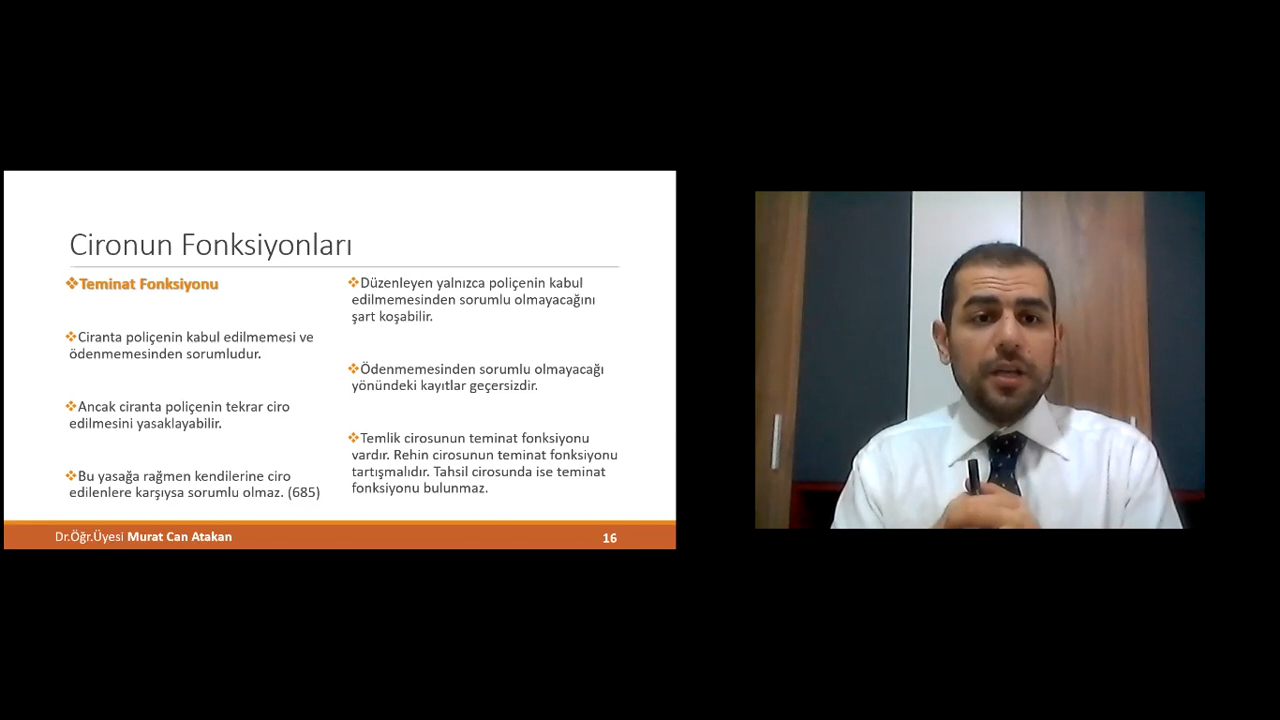 Cironun Fonksiyonları
❖Teminat Fonksiyonu
❖Ciranta poliçenin kabul edilmemesi ve
ödenmemesinden sorumludur.
❖Ancak ciranta poliçenin tekrar ciro
edilmesini yasaklayabilir.
❖Bu yasağa rağmen kendilerine ciro
edilenlere karşıysa sorumlu olmaz. (685)
❖Düzenleyen yalnızca poliçenin kabul
edilmemesinden sorumlu olmayacağını
şart koşabilir.
❖Ödenmemesinden sorumlu olmayacağı
yönündeki kayıtlar geçersizdir.
❖Temlik cirosunun teminat fonksiyonu
vardır. Rehin cirosunun teminat fonksiyonu
tartışmalıdır. Tahsil cirosunda ise teminat
fonksiyonu bulunmaz.
Dr.Öğr.Üyesi Murat Can Atakan
16